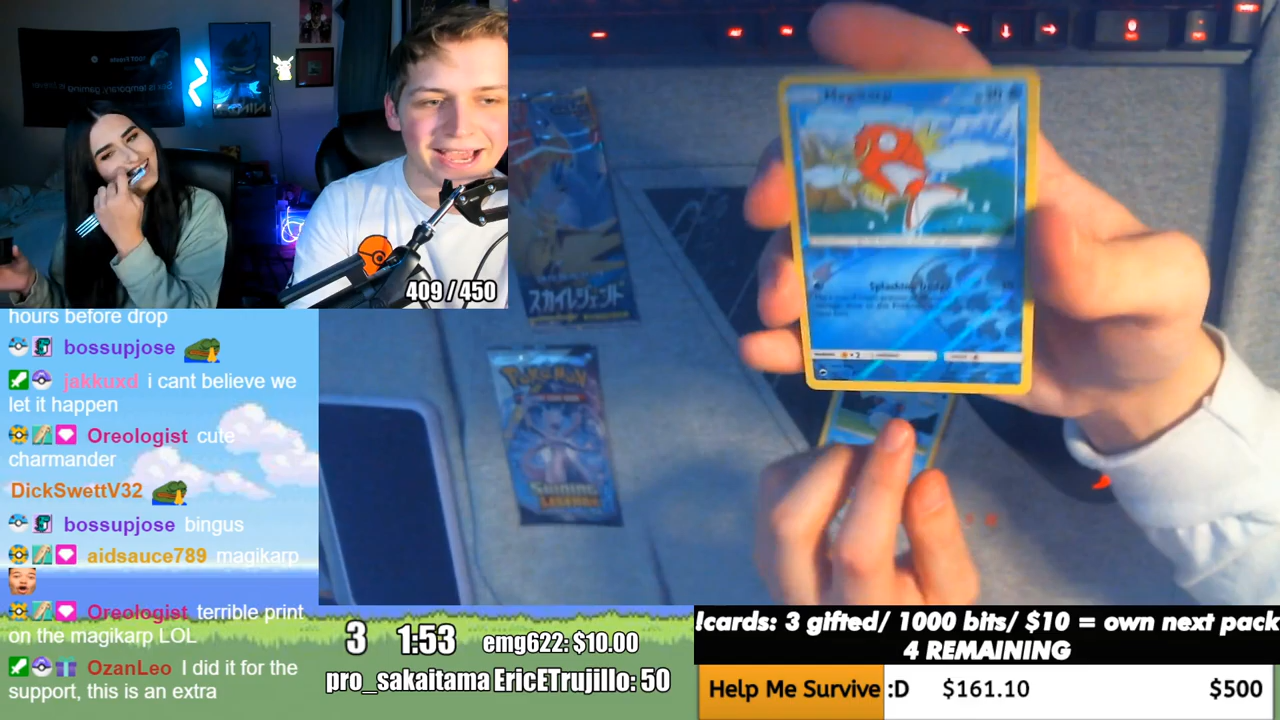 409 / 450
hours before drop
bossupjose
jakkuxd i cant believe we
let it happen
Oreologist cute
charmander
DickSwettV32
bossupjose bingus
aidsauce789 magikarp
Oreologist terrible print
on the magikarp LOL
OzanLeo I did it for the
support, this is an extra
スカイレジェンド
POKéMON
SHINING
LEGENDS
Magikarp
3 1:53 emg622: $10.00
pro_sakaitama EricETrujillo: 50
!cards: 3 gifted/ 1000 bits/ $10 = own next pack
4 REMAINING
Help Me Survive :D $161.10 $500